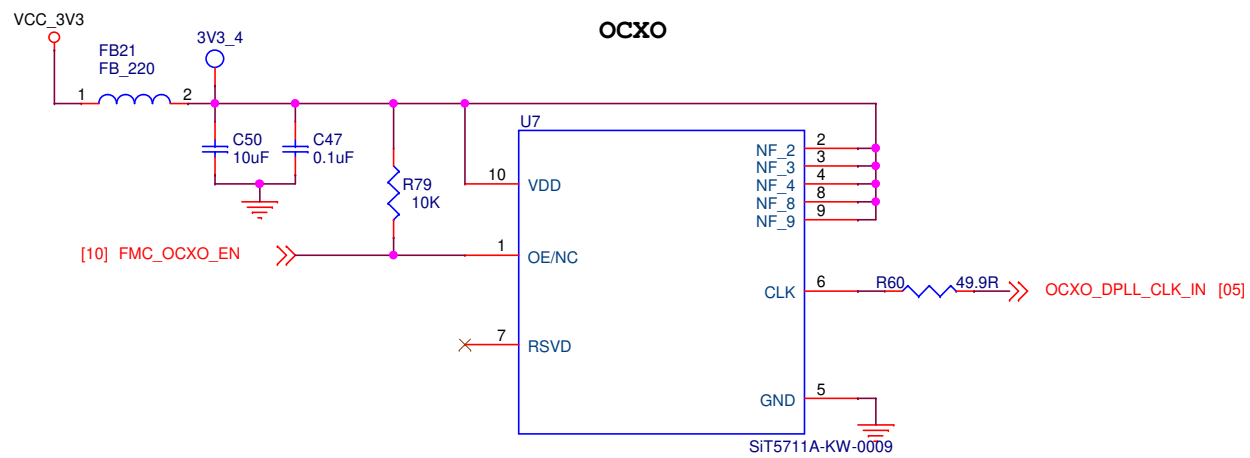 OCXO
VCC_3V3
3V3_4
FB21
FB_220
1
2
C50
10uF
C47
0.1uF
R79
10K
U7
10
VDD
NF_2
2
NF_3
3
NF_4
4
NF_8
8
NF_9
9
[10] FMC_OCXO_EN
1
OE/NC
CLK
6
R60
49.9R
OCXO_DPLL_CLK_IN [05]
7
RSVD
GND
5
SiT5711A-KW-0009